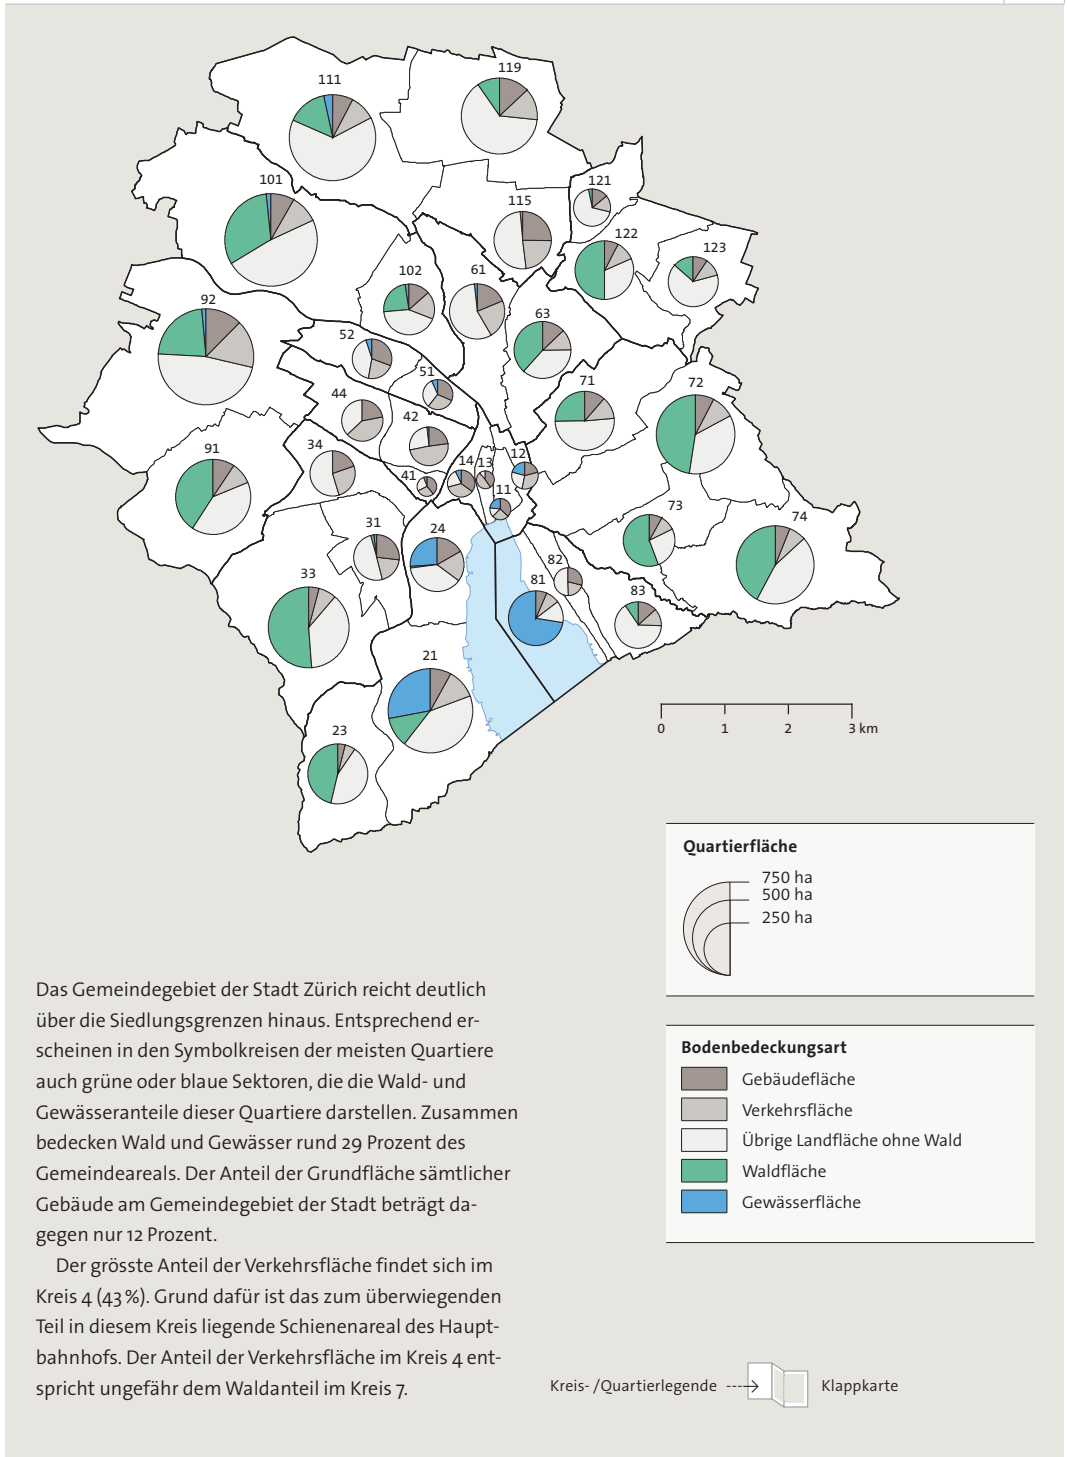 119
111
121
101
115
122
123
102
61
92
63
52
51
71
72
44
42
91
34
14
13
12
41
11
31
24
73
74
82
33
81
83
21
23
0 1 2 3 km
Quartierfläche
750 ha
500 ha
250 ha
Das Gemeindegebiet der Stadt Zürich reicht deutlich
über die Siedlungsgrenzen hinaus. Entsprechend er-
scheinen in den Symbolkreisen der meisten Quartiere
auch grüne oder blaue Sektoren, die die Wald- und
Gewässeranteile dieser Quartiere darstellen. Zusammen
bedecken Wald und Gewässer rund 29 Prozent des
Gemeindeareals. Der Anteil der Grundfläche sämtlicher
Gebäude am Gemeindegebiet der Stadt beträgt da-
gegen nur 12 Prozent.
Der grösste Anteil der Verkehrsfläche findet sich im
Kreis 4 (43 %). Grund dafür ist das zum überwiegenden
Teil in diesem Kreis liegende Schienenareal des Haupt-
bahnhofs. Der Anteil der Verkehrsfläche im Kreis 4 ent-
spricht ungefähr dem Waldanteil im Kreis 7.
Bodenbedeckungsart
Gebäudefläche
Verkehrsfläche
Übrige Landfläche ohne Wald
Waldfläche
Gewässerfläche
Kreis- /Quartierlegende
Klappkarte